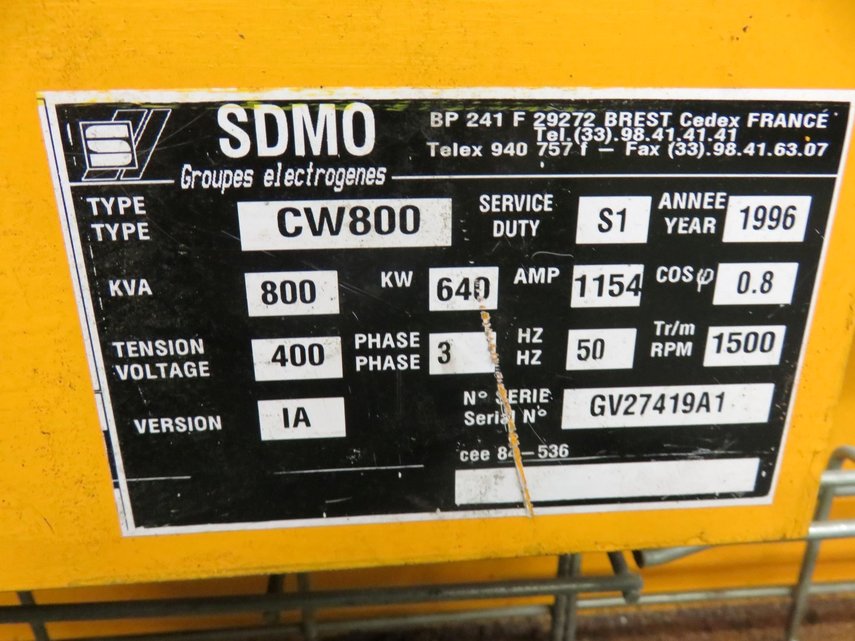 SDMO
BP 241 F 29272 BREST Cedex FRANCE
Tel.(33).98.41.41.41
Telex 940 757 f – Fax (33).98.41.63.07
Groupes electrogenes
TYPE TYPE CW800 SERVICE DUTY S1 ANNEE YEAR 1996
KVA 800 KW 640 AMP 1154 COS φ 0.8
TENSION VOLTAGE 400 PHASE PHASE 3 HZ HZ 50 Tr/m RPM 1500
VERSION IA N° SERIE Serial N° GV27419A1
cee 84–536